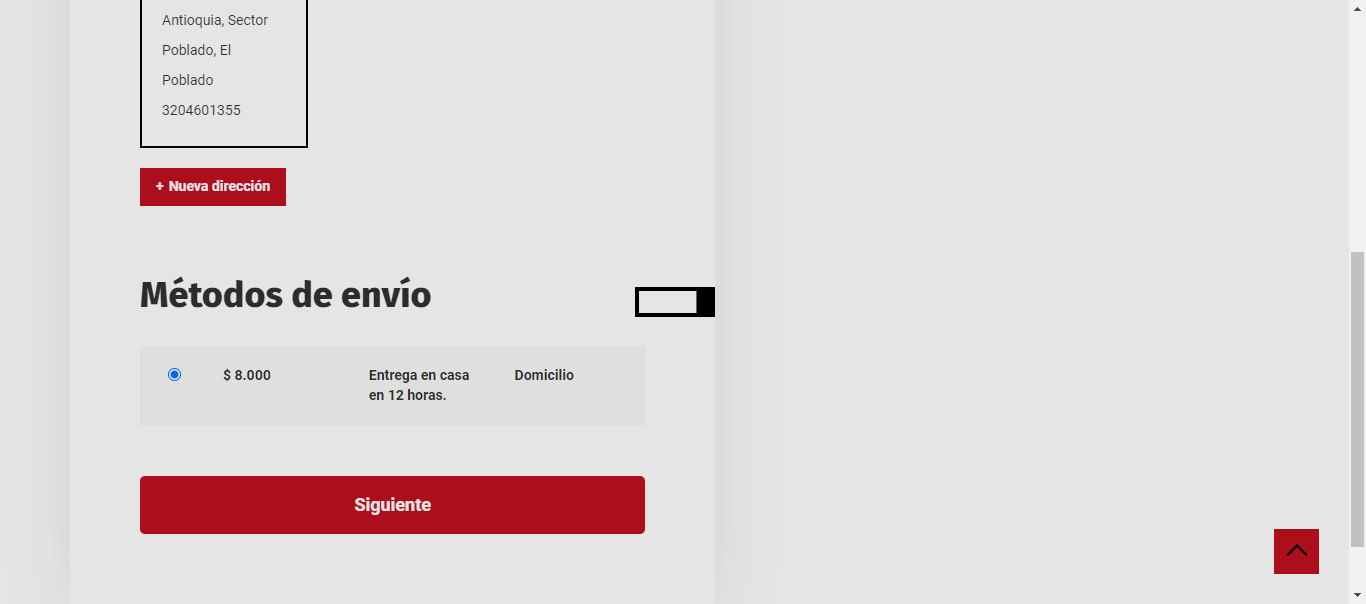 Antioquia, Sector
Poblado, El
Poblado
3204601355
+ Nueva dirección
Métodos de envío
$ 8.000
Entrega en casa
en 12 horas.
Domicilio
Siguiente